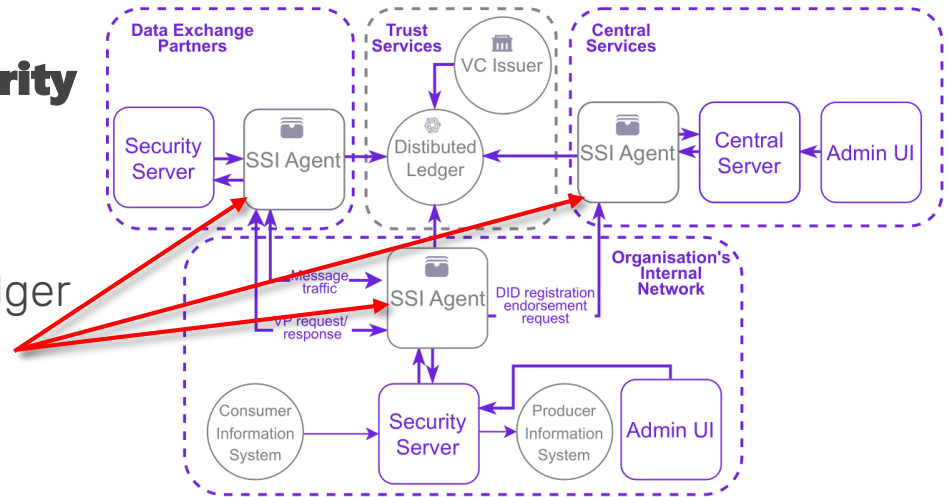 rity
lger
Data Exchange
Partners
Security
Server
SSI Agent
Trust
Services
VC Issuer
Distibuted
Ledger
Central
Services
SSI Agent
Central
Server
Admin UI
Organisation's
Internal
Network
Message
traffic
VP request/
response
SSI Agent
DID registration
endorsement
request
Consumer
Information
System
Security
Server
Producer
Information
System
Admin UI